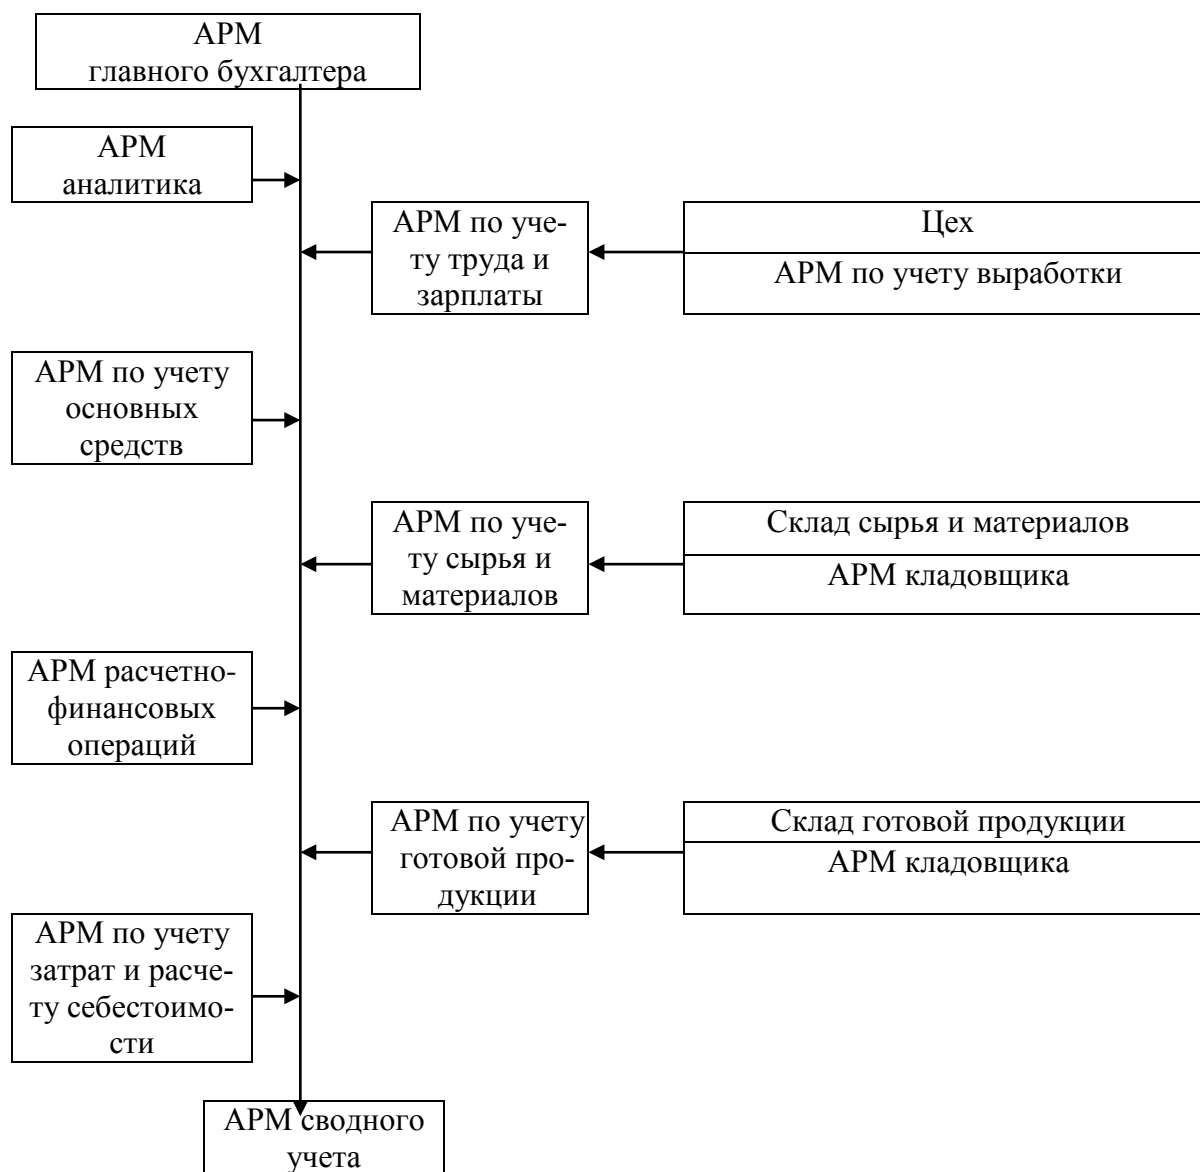 АРМ
главного бухгалтера
АРМ
аналитика
АРМ по уче-
ту труда и
зарплаты
Цех
АРМ по учету выработки
АРМ по учету
основных
средств
АРМ по уче-
ту сырья и
материалов
Склад сырья и материалов
АРМ кладовщика
АРМ расчетно-
финансовых
операций
АРМ по учету
готовой про-
дукции
Склад готовой продукции
АРМ кладовщика
АРМ по учету
затрат и расче-
ту себестоимо-
сти
АРМ сводного
учета